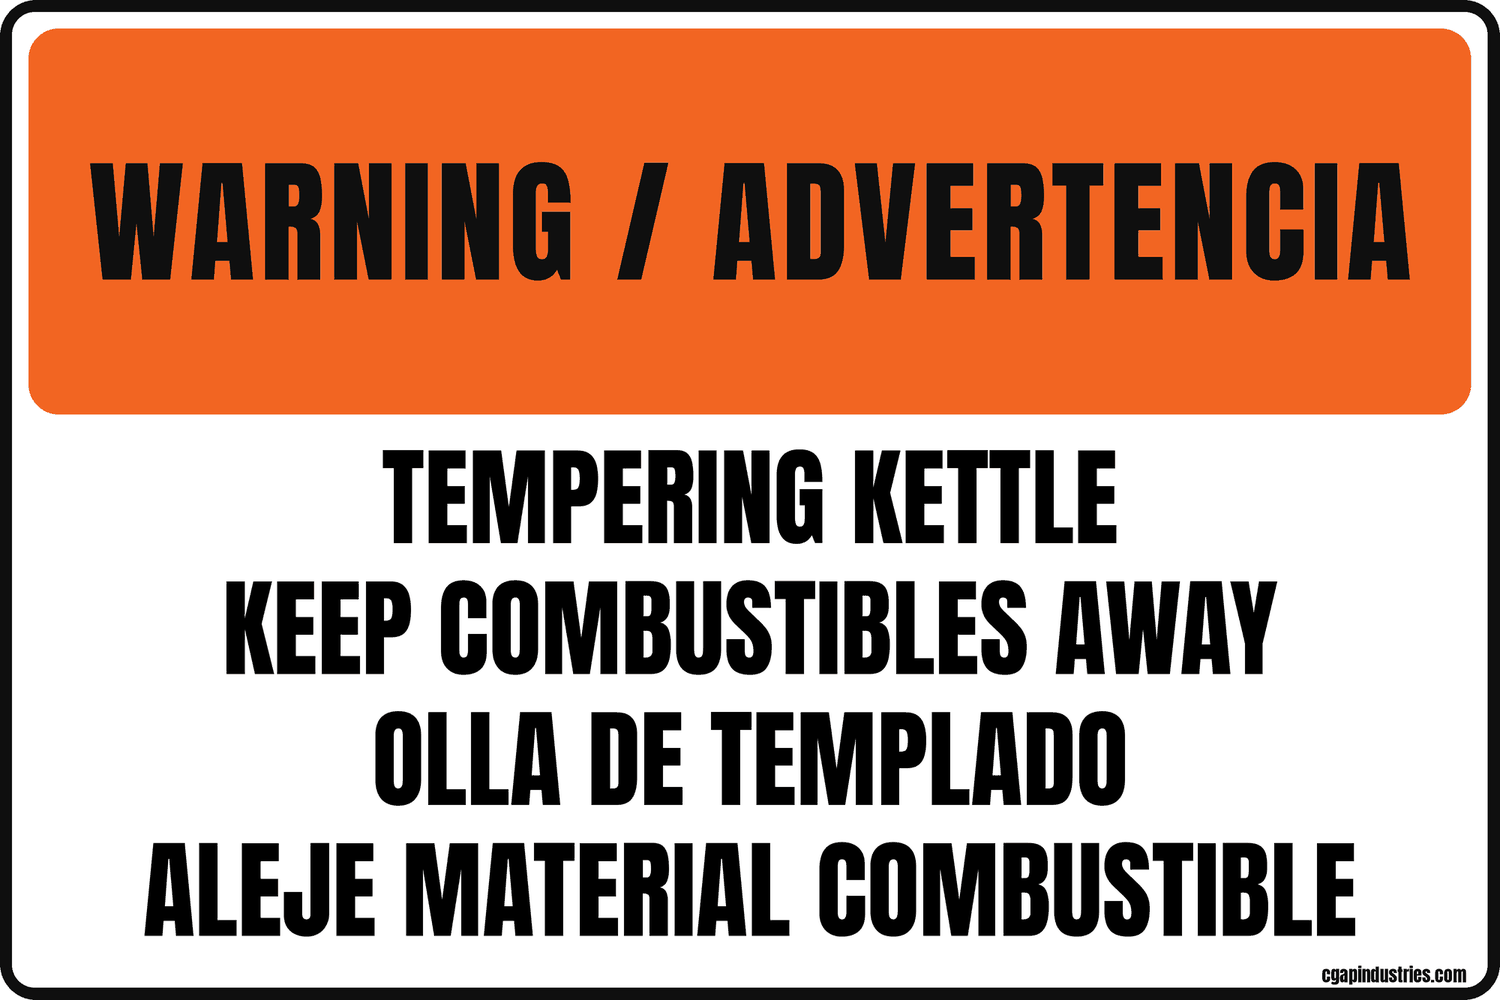 WARNING / ADVERTENCIA
TEMPERING KETTLE
KEEP COMBUSTIBLES AWAY
OLLA DE TEMPLADO
ALEJE MATERIAL COMBUSTIBLE
cgapindustries.com